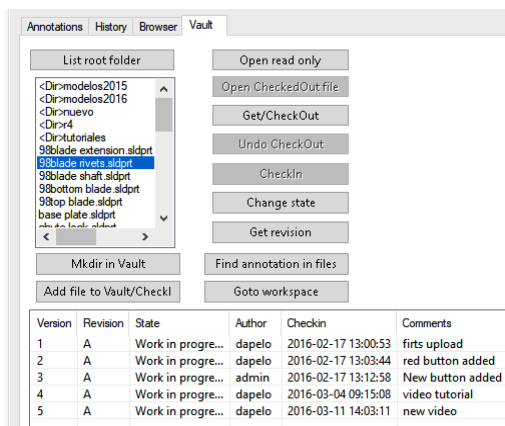 Annotations History Browser Vault
List root folder
Open read only
<Dir>modelos2015
<Dir>modelos2016
<Dir>nuevo
<Dir>r4
<Dir>tutoriales
98blade extension.sldprt
98blade rivets.sldprt
98blade shaft.sldprt
98bottom blade.sldprt
98top blade.sldprt
base plate.sldprt
Open CheckedOut file
Get/CheckOut
Undo CheckOut
CheckIn
Change state
Get revision
Mkdir in Vault
Find annotation in files
Add file to Vault/CheckI
Goto workspace
Version Revision State Author Checkin Comments
1 A Work in progre... dapelo 2016-02-17 13:00:53 firts upload
2 A Work in progre... dapelo 2016-02-17 13:03:44 red button added
3 A Work in progre... admin 2016-02-17 13:12:58 New button added
4 A Work in progre... dapelo 2016-03-04 09:15:08 video tutorial
5 A Work in progre... dapelo 2016-03-11 14:03:11 new video